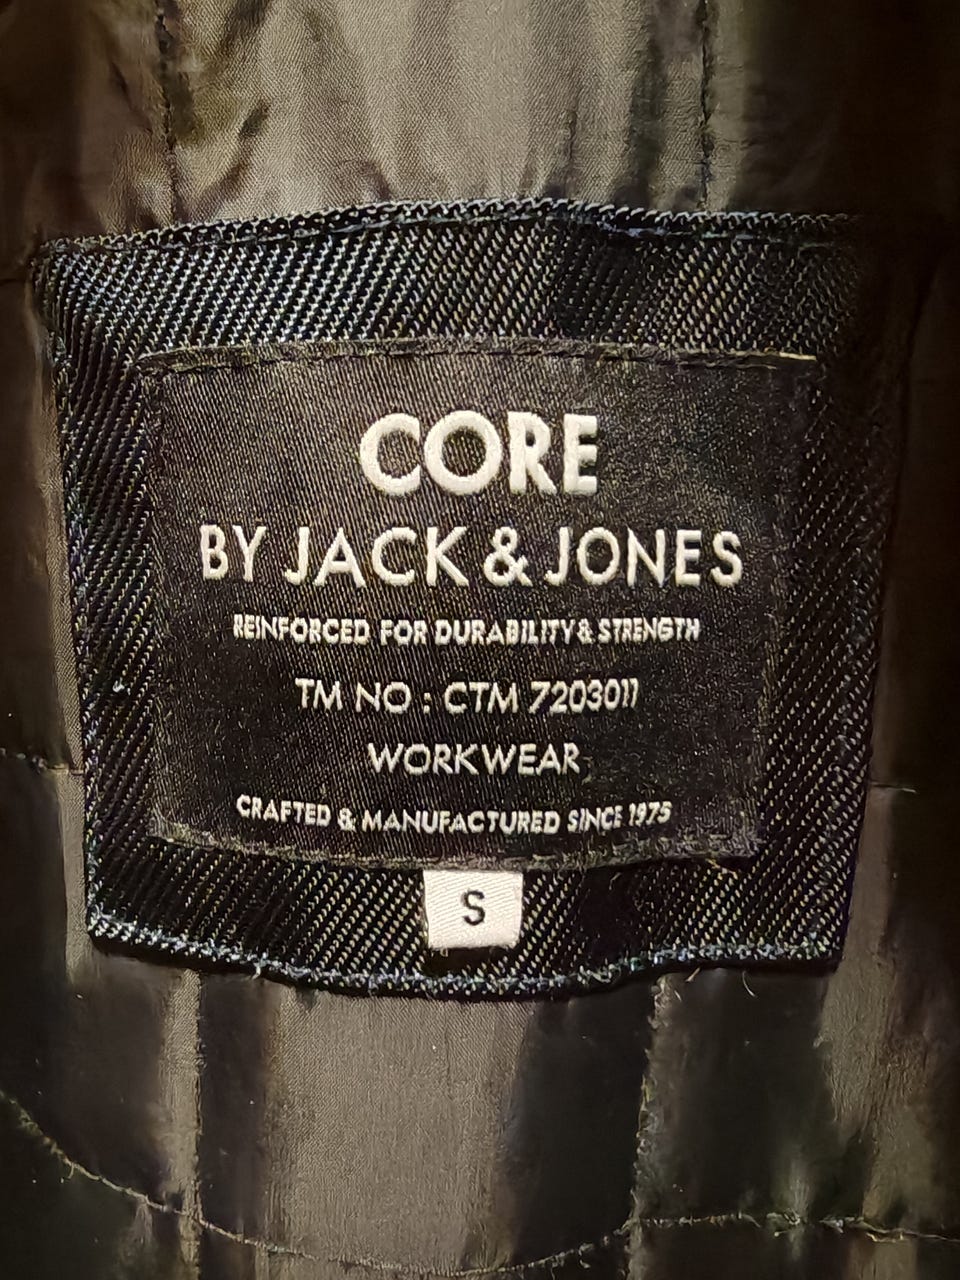 CORE
BY JACK & JONES
REINFORCED FOR DURABILITY & STRENGTH
TM NO : CTM 7203011
WORKWEAR
CRAFTED & MANUFACTURED SINCE 1975
S